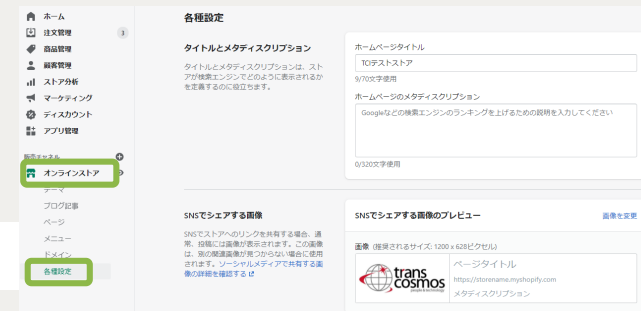 ホーム
注文管理 3
商品管理
顧客管理
ストア分析
マーケティング
ディスカウント
アプリ管理
販売チャネル
オンラインストア
テーマ
ブログ記事
ページ
メニュー
ドメイン
各種設定
各種設定
タイトルとメタディスクリプション
タイトルとメタディスクリプションは、スト
アが検索エンジンでどのように表示されるか
を定義するのに役立ちます。
ホームページタイトル
TCIテストストア
9/70文字使用
ホームページのメタディスクリプション
Googleなどの検索エンジンのランキングを上げるための説明を入力してください
0/320文字使用
SNSでシェアする画像
SNSでストアへのリンクを共有する場合、通
常、投稿には画像が表示されます。この画像
は、別の関連画像が見つからない場合に使用
されます。ソーシャルメディアで共有する画
像の詳細を確認する
SNSでシェアする画像のプレビュー
画像を変更
画像 (推奨されるサイズ: 1200 x 628ピクセル)
trans
cosmos
people & technology
ページタイトル
https://storename.myshopify.com
メタディスクリプション